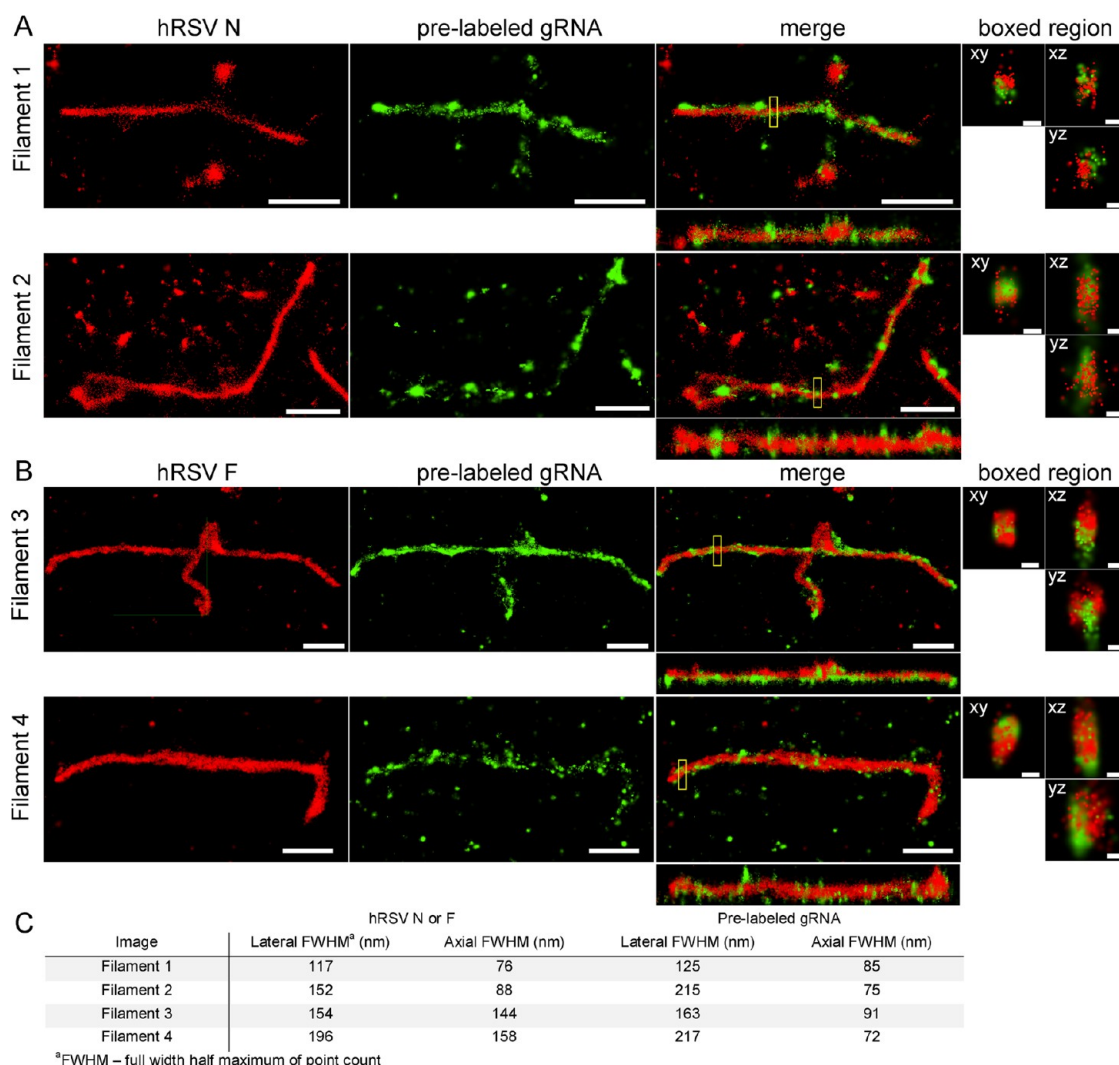 A
hRSV N pre-labeled gRNA merge boxed region
Filament 1
xy xz
yz
Filament 2
xy xz
yz
B
hRSV F pre-labeled gRNA merge boxed region
Filament 3
xy xz
yz
Filament 4
xy xz
yz
C
hRSV N or F Pre-labeled gRNA
Image Lateral FWHMa (nm) Axial FWHM (nm) Lateral FWHM (nm) Axial FWHM (nm)
Filament 1 117 76 125 85
Filament 2 152 88 215 75
Filament 3 154 144 163 91
Filament 4 196 158 217 72
aFWHM – full width half maximum of point count